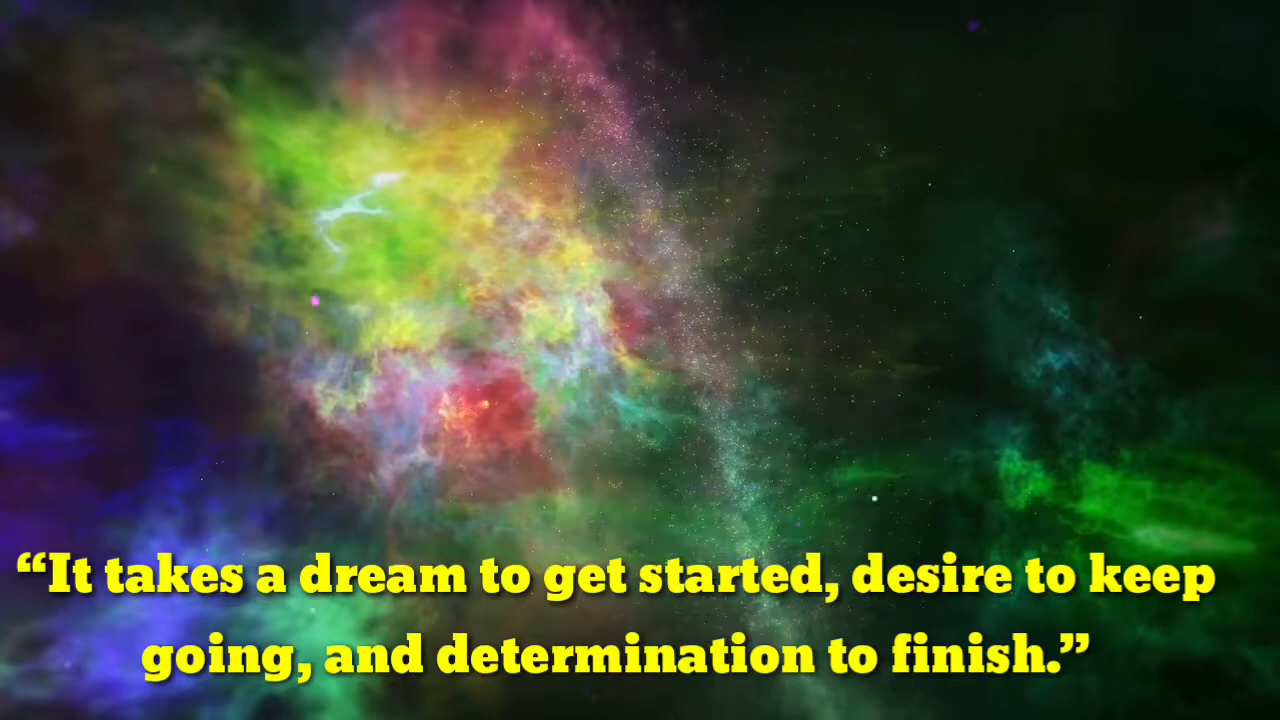 “It takes a dream to get started, desire to keep
going, and determination to finish.”